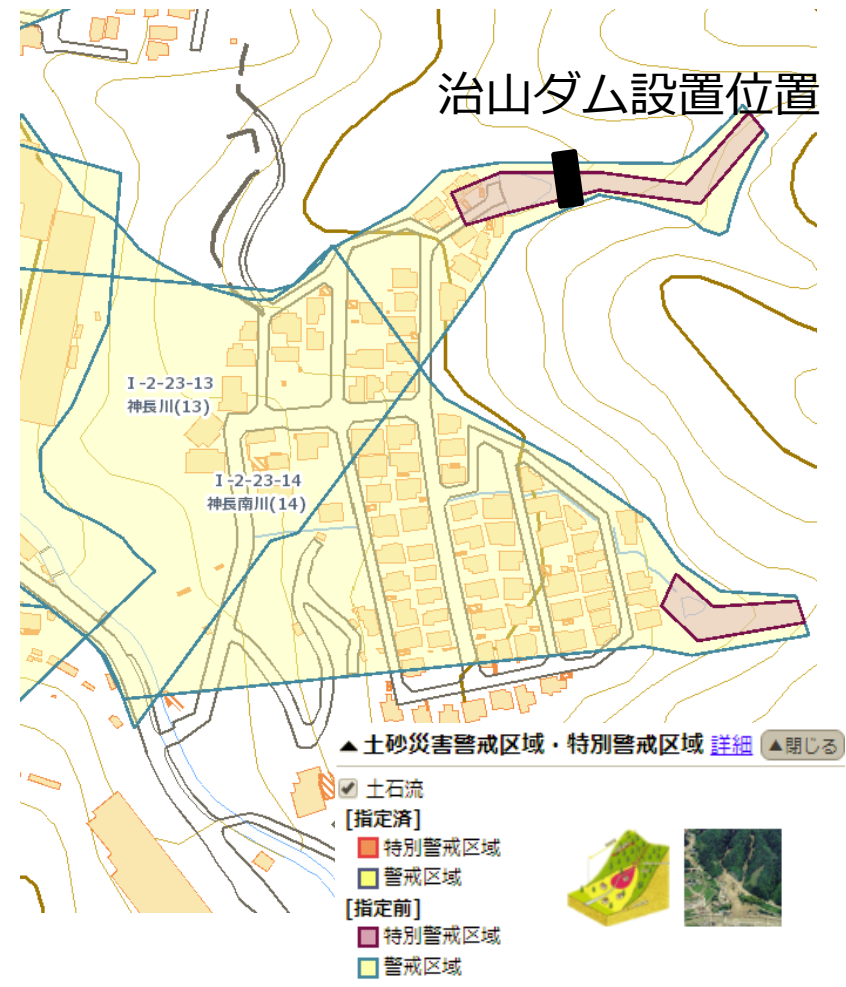 治山ダム設置位置
I-2-23-13
神長川(13)
I-2-23-14
神長南川(14)
▲土砂災害警戒区域・特別警戒区域 詳細 ▲閉じる
土石流
[指定済]
特別警戒区域
警戒区域
[指定前]
特別警戒区域
警戒区域